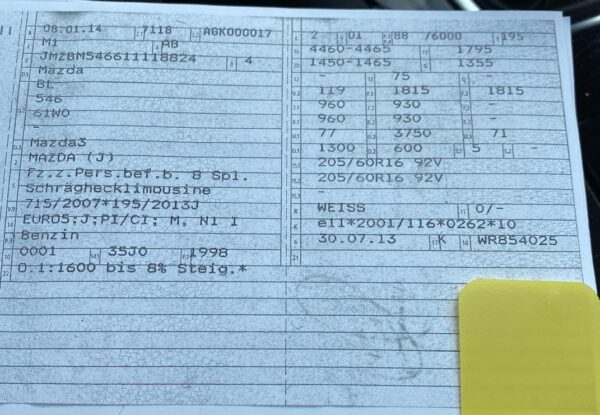 08.01.14 7118 AGK000017
M1 AB
JMZBM546611118824 4
Mazda
BL
546
61W0
-
Mazda3
MAZDA (J)
Fz.z.Pers.bef.b. 8 Spl.
Schräghecklimousine
715/2007*195/2013J
EURO5;J;PI/CI; M, N1 I
Benzin
0001 35J0 1998
O.1:1600 bis 8% Steig.*
2 01 88 /6000 195
4460-4465 1795
1450-1465 1355
- 75 -
119 1815 1815
960 930 -
960 930 -
77 3750 71
1300 600 5 -
205/60R16 92V
205/60R16 92V
-
WEISS 0/-
e11*2001/116*0262*10
30.07.13 K WR854025